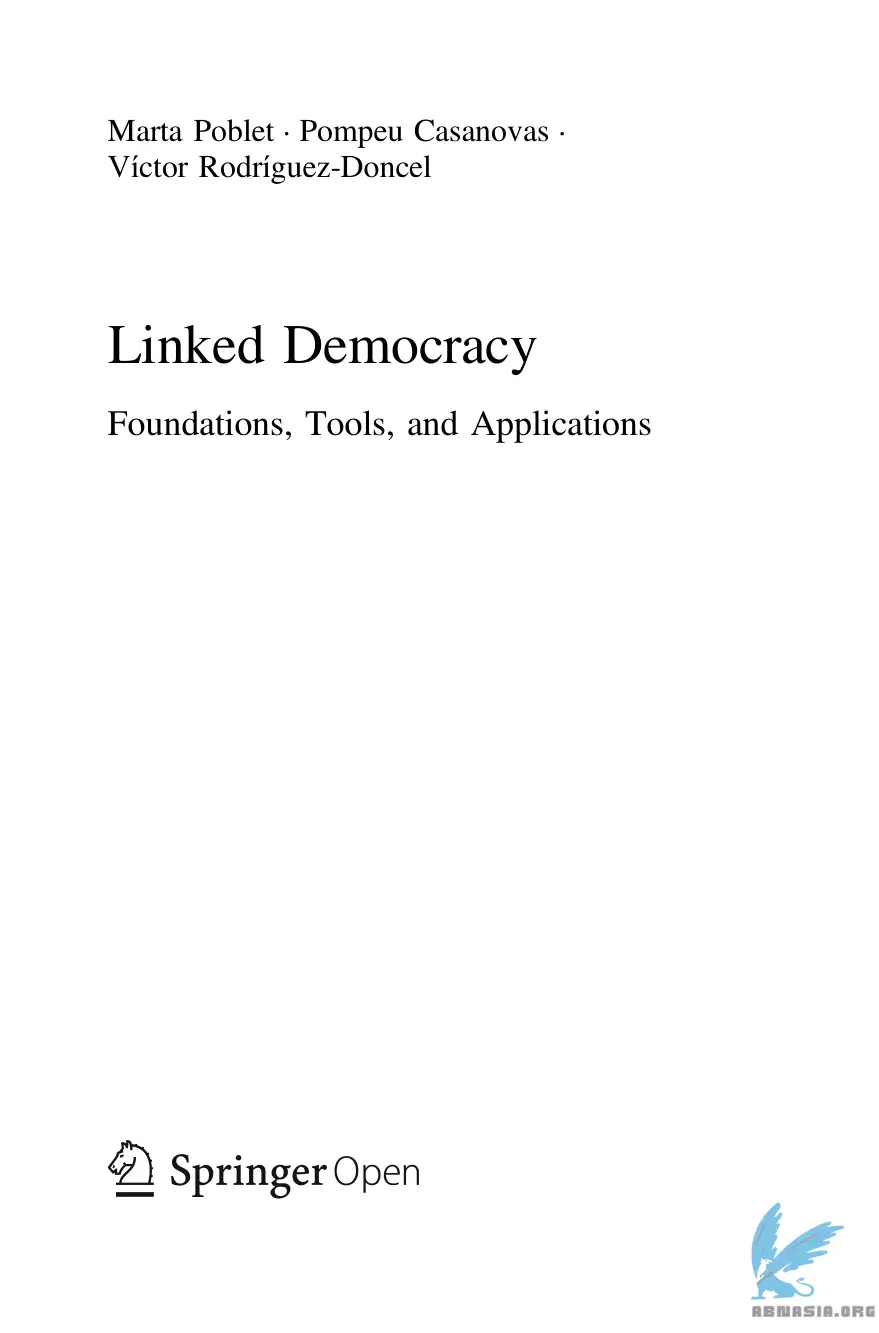 Marta Poblet · Pompeu Casanovas ·
Víctor Rodríguez-Doncel
Linked Democracy
Foundations, Tools, and Applications
Springer Open
ABNASIA.ORG